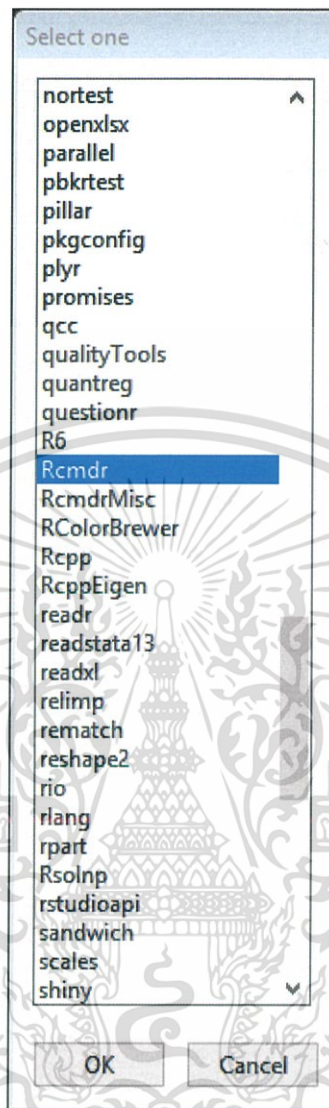 Select one
nortest
openxlsx
parallel
pbkrtest
pillar
pkgconfig
plyr
promises
qcc
qualityTools
quantreg
questionr
R6
Rcmdr
RcmdrMisc
RColorBrewer
Rcpp
RcppEigen
readr
readstata13
readxl
relimp
rematch
reshape2
rio
rlang
rpart
Rsolnp
rstudioapi
sandwich
scales
shiny
OK Cancel